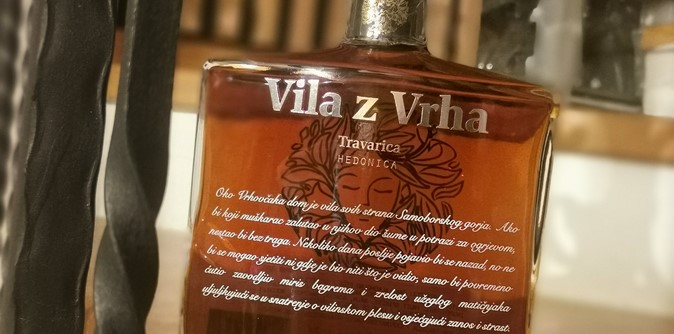 Vila z Vrha
Travarica
HEDONICA
Oko Vrhovčaka dom je vila svih strana Samoborskog gorja. Ako
bi koji muškarac zalutao u njihov dio šume u potrazi za ogrjevom,
nestao bi bez traga. Nekoliko dana poslije pojavio bi se nazad, no ne
bi se mogao sjetiti ni gdje je bio niti što je vidio, samo bi povremeno
ćutio zavodljiv miris bagrema i zrelost užeglog matičnjaka
uljuljkujući se u snatrenje o vilinskom plesu i osjećajući zanos i strast.